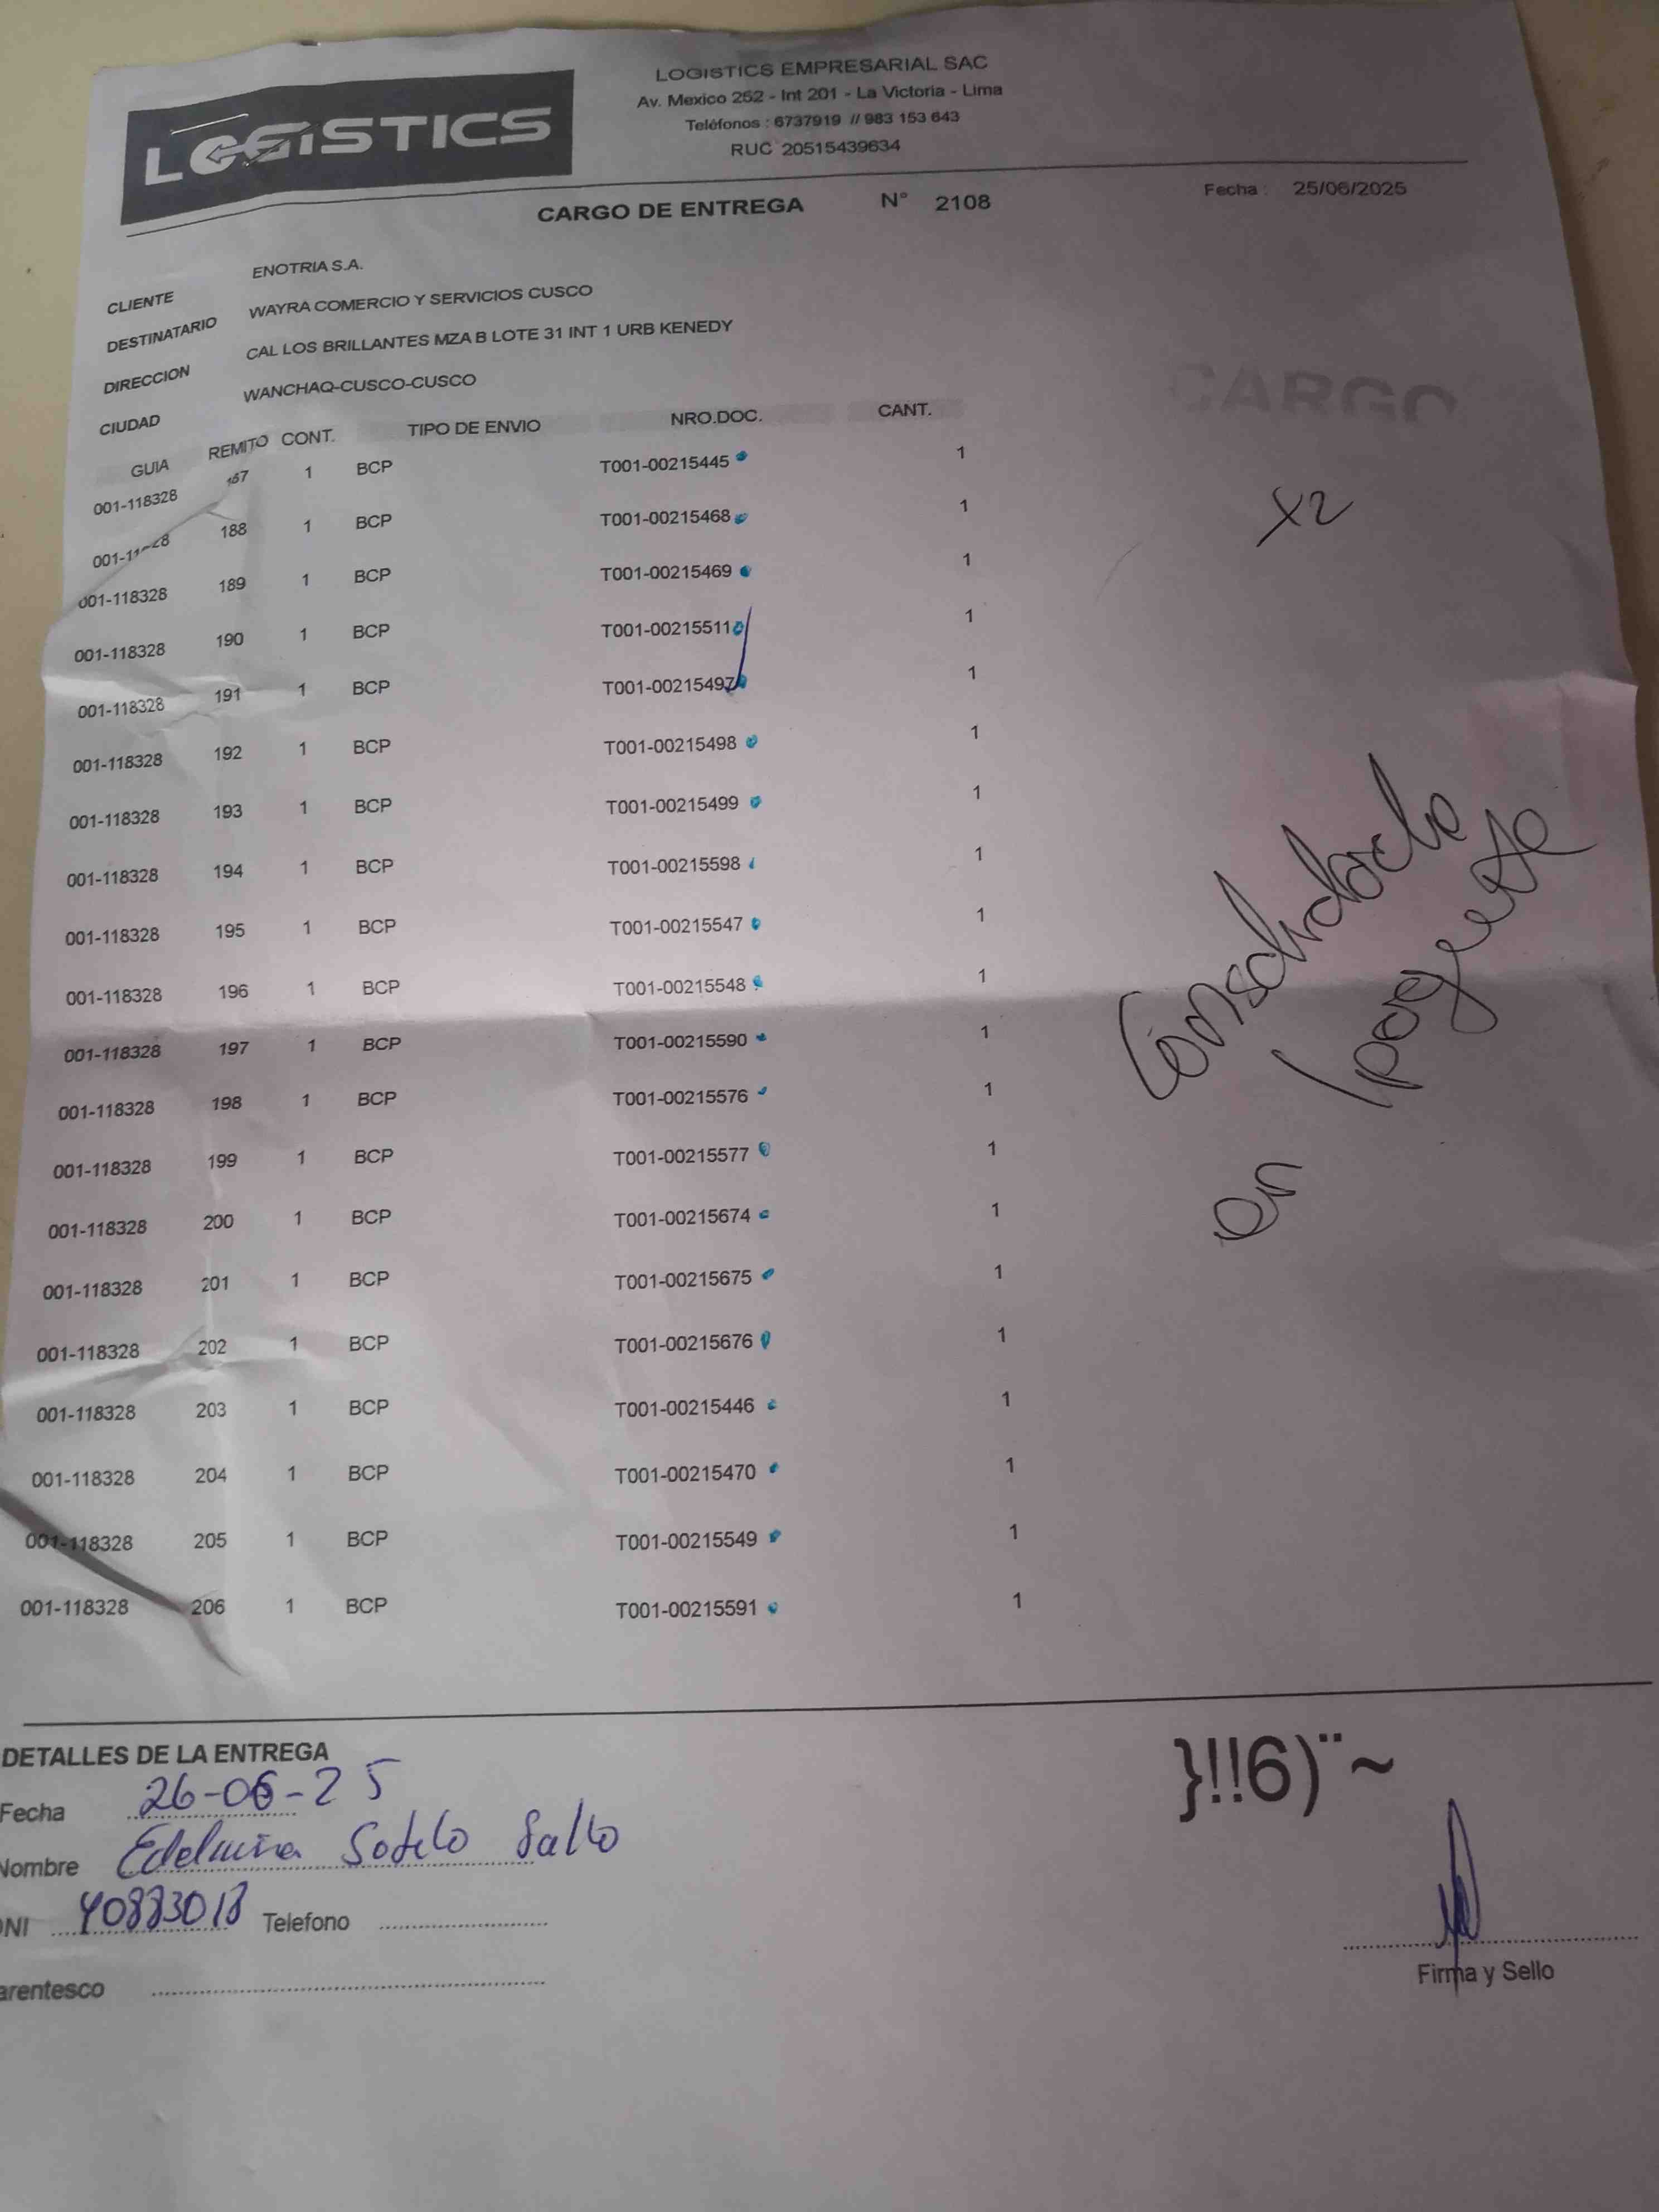 LOGISTICS
LOGISTICS EMPRESARIAL SAC
Av. Mexico 252 - Int 201 - La Victoria - Lima
Teléfonos : 6737919 // 983 153 643
RUC 20515439634
CARGO DE ENTREGA N° 2108 Fecha : 25/06/2025
CLIENTE ENOTRIA S.A.
DESTINATARIO WAYRA COMERCIO Y SERVICIOS CUSCO
DIRECCION CAL LOS BRILLANTES MZA B LOTE 31 INT 1 URB KENEDY
CIUDAD WANCHAQ-CUSCO-CUSCO
CARGO
GUIA REMITO CONT. TIPO DE ENVIO NRO.DOC. CANT.
001-118328 1 BCP T001-00215445 1
188 1 BCP T001-00215468 1
X2
001-118328 189 1 BCP T001-00215469 1
001-118328 190 1 BCP T001-00215511 1
001-118328 191 1 BCP T001-00215497 1
001-118328 192 1 BCP T001-00215498 1
001-118328 193 1 BCP T001-00215499 1
001-118328 194 1 BCP T001-00215598 1
001-118328 195 1 BCP T001-00215547 1
001-118328 196 1 BCP T001-00215548 1
001-118328 197 1 BCP T001-00215590 1
001-118328 198 1 BCP T001-00215576 1
001-118328 199 1 BCP T001-00215577 1
001-118328 200 1 BCP T001-00215674 1
001-118328 201 1 BCP T001-00215675 1
001-118328 202 1 BCP T001-00215676 1
001-118328 203 1 BCP T001-00215446 1
001-118328 204 1 BCP T001-00215470 1
001-118328 205 1 BCP T001-00215549 1
001-118328 206 1 BCP T001-00215591 1
Consolidado
en 1 paquete
DETALLES DE LA ENTREGA
Fecha 26-06-25
Nombre Edelmira Sotelo Sallo
DNI 40883018 Telefono
arentesco
}!!6)¨~
Firma y Sello